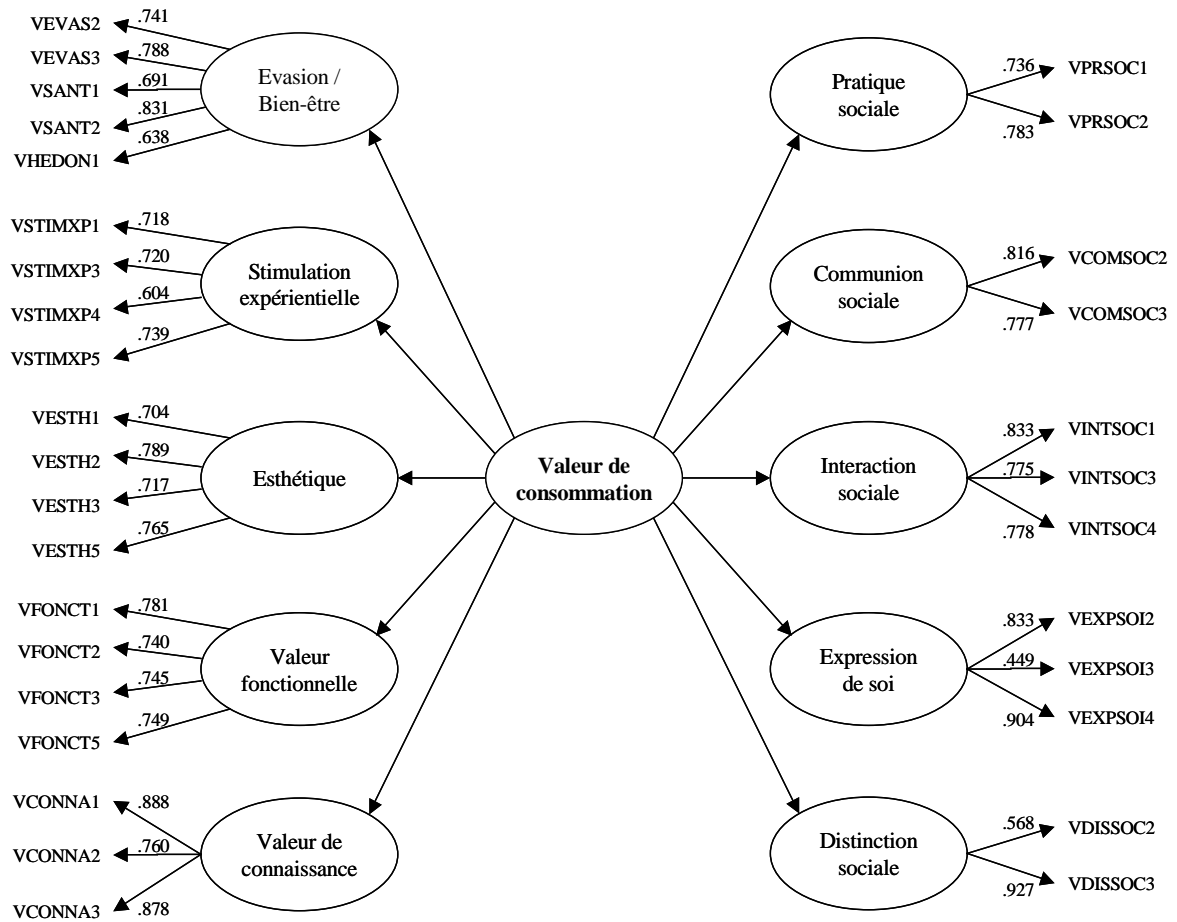 VEVAS2
.741
VEVAS3
.788
VSANT1
.691
VSANT2
.831
VHEDON1
.638
Evasion /
Bien-être
VSTIMXP1
.718
VSTIMXP3
.720
VSTIMXP4
.604
VSTIMXP5
.739
Stimulation
expérientielle
VESTH1
.704
VESTH2
.789
VESTH3
.717
VESTH5
.765
Esthétique
VFONCT1
.781
VFONCT2
.740
VFONCT3
.745
VFONCT5
.749
Valeur
fonctionnelle
VCONNA1
.888
VCONNA2
.760
VCONNA3
.878
Valeur de
connaissance
Valeur de
consommation
Pratique
sociale
.736
VPRSOC1
.783
VPRSOC2
Communion
sociale
.816
VCOMSOC2
.777
VCOMSOC3
Interaction
sociale
.833
VINTSOC1
.775
VINTSOC3
.778
VINTSOC4
Expression
de soi
.833
VEXPSOI2
.449
VEXPSOI3
.904
VEXPSOI4
Distinction
sociale
.568
VDISSOC2
.927
VDISSOC3